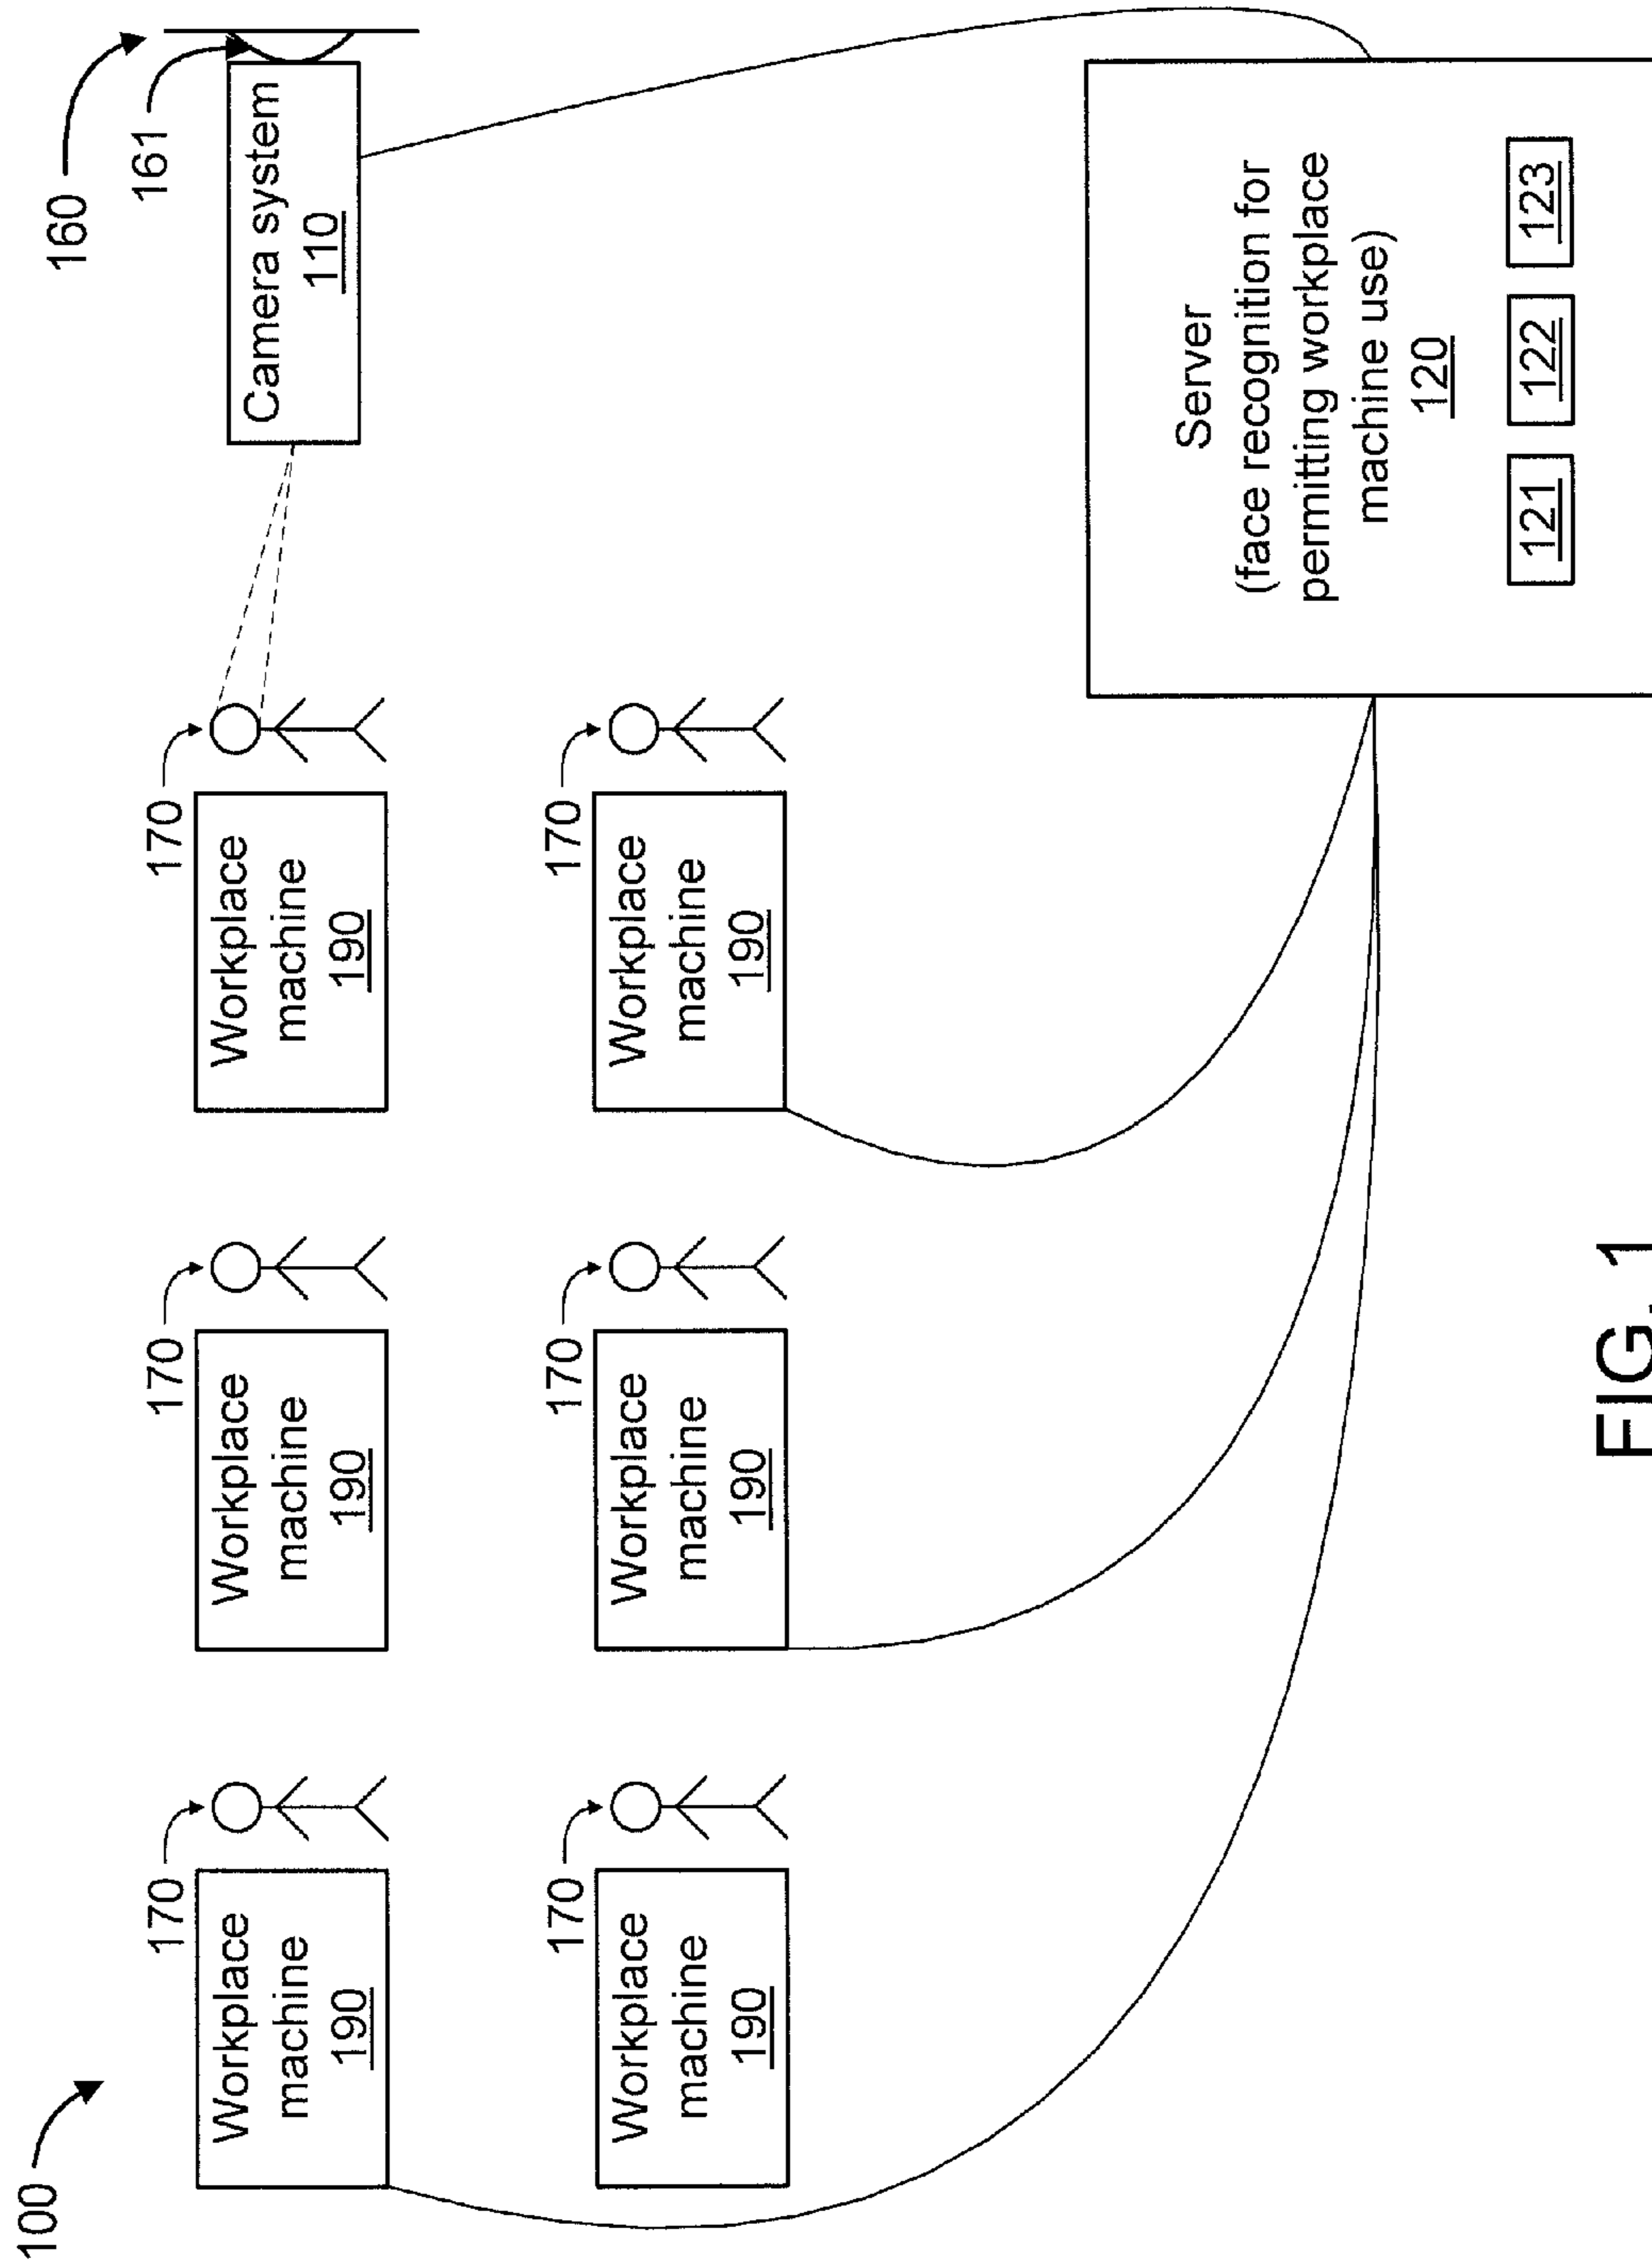 100
160
161
170
170
170
Workplace
machine
190
Workplace
machine
190
Workplace
machine
190
Camera system
110
170
170
170
Workplace
machine
190
Workplace
machine
190
Workplace
machine
190
Server
(face recognition for
permitting workplace
machine use)
120
121
122
123
FIG. 1